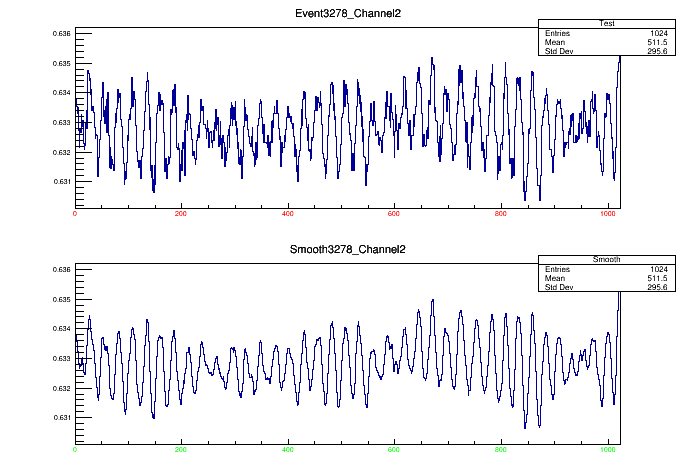 Event3278_Channel2
Test
Entries 1024
Mean 511.5
Std Dev 295.6
0.636
0.635
0.634
0.633
0.632
0.631
0 200 400 600 800 1000
Smooth3278_Channel2
Smooth
Entries 1024
Mean 511.5
Std Dev 295.6
0.636
0.635
0.634
0.633
0.632
0.631
0 200 400 600 800 1000